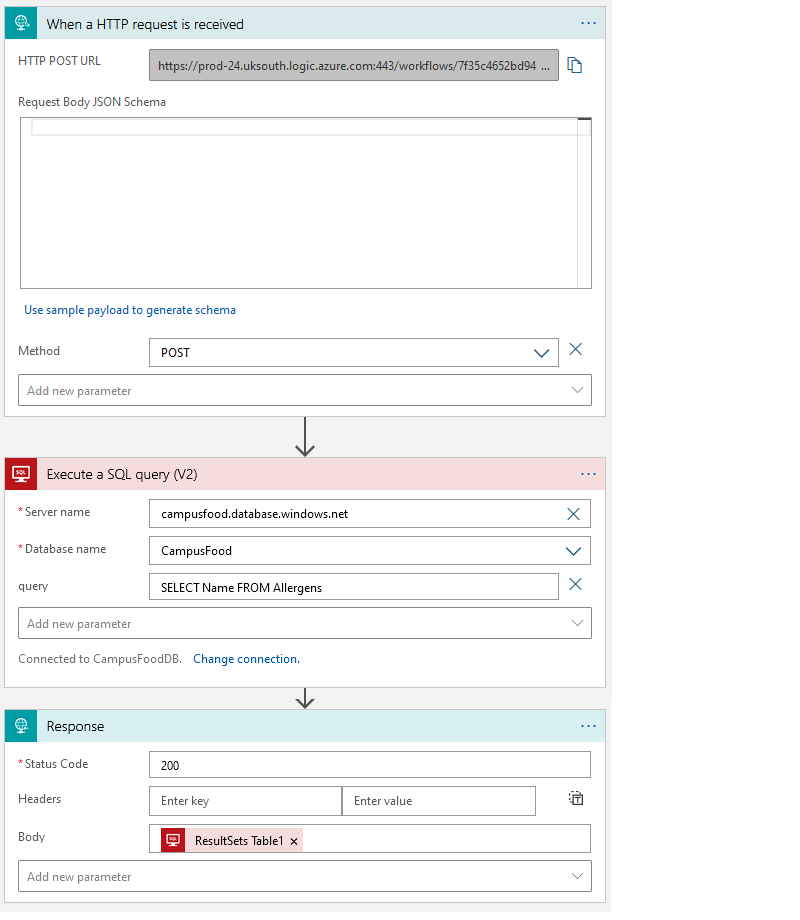 When a HTTP request is received
...
HTTP POST URL
https://prod-24.uksouth.logic.azure.com:443/workflows/7f35c4652bd94 ...
Request Body JSON Schema
Use sample payload to generate schema
Method
POST
Add new parameter
SQL
Execute a SQL query (V2)
...
* Server name
campusfood.database.windows.net
* Database name
CampusFood
query
SELECT Name FROM Allergens
Add new parameter
Connected to CampusFoodDB. Change connection.
Response
...
* Status Code
200
Headers
Enter key
Enter value
T
Body
SQL
ResultSets Table1 ×
Add new parameter